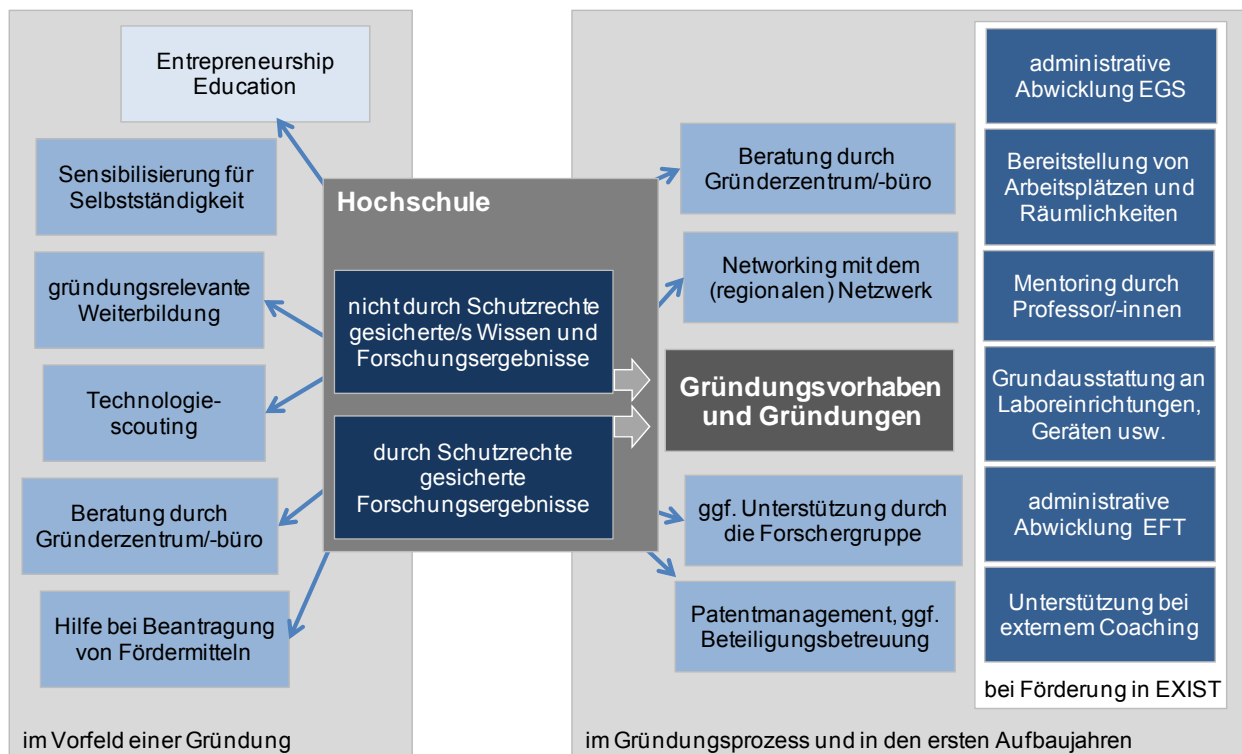 Entrepreneurship
Education
Sensibilisierung für
Selbstständigkeit
gründungsrelevante
Weiterbildung
Technologie-
scouting
Beratung durch
Gründerzentrum/-büro
Hilfe bei Beantragung
von Fördermitteln
im Vorfeld einer Gründung
Hochschule
nicht durch Schutzrechte
gesicherte/s Wissen und
Forschungsergebnisse
durch Schutzrechte
gesicherte
Forschungsergebnisse
Beratung durch
Gründerzentrum/-büro
Networking mit dem
(regionalen) Netzwerk
Gründungsvorhaben
und Gründungen
ggf. Unterstützung durch
die Forschergruppe
Patentmanagement, ggf.
Beteiligungsbetreuung
administrative
Abwicklung EGS
Bereitstellung von
Arbeitsplätzen und
Räumlichkeiten
Mentoring durch
Professor/-innen
Grundausstattung an
Laboreinrichtungen,
Geräten usw.
administrative
Abwicklung EFT
Unterstützung bei
externem Coaching
bei Förderung in EXIST
im Gründungsprozess und in den ersten Aufbaujahren